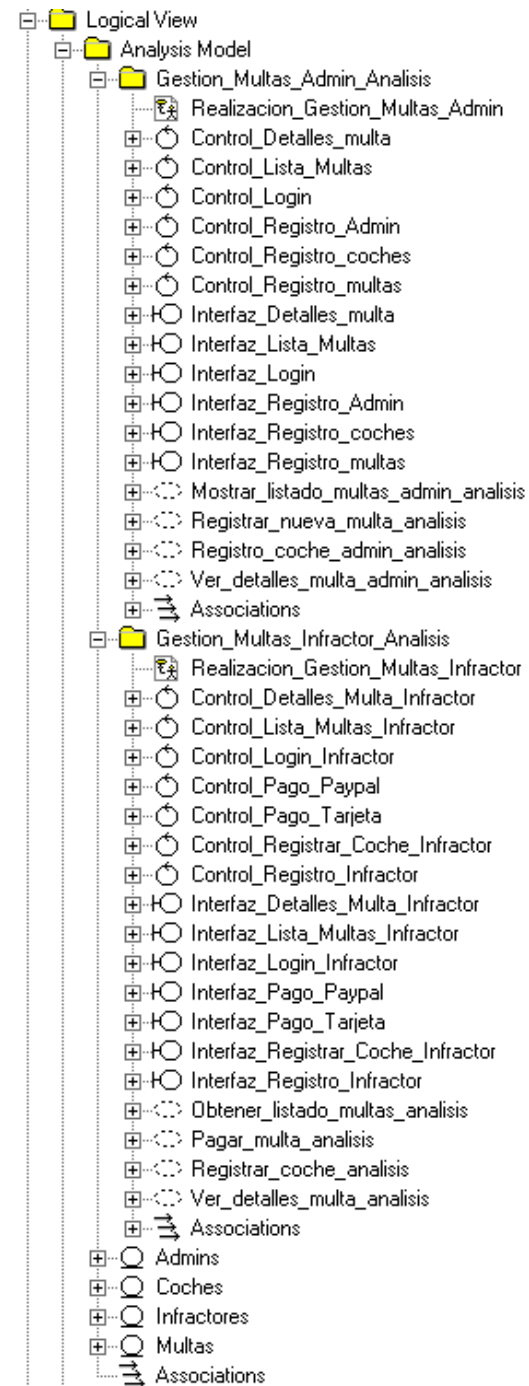 Logical View
Analysis Model
Gestion_Multas_Admin_Analisis
Realizacion_Gestion_Multas_Admin
Control_Detalles_multa
Control_Lista_Multas
Control_Login
Control_Registro_Admin
Control_Registro_coches
Control_Registro_multas
Interfaz_Detalles_multa
Interfaz_Lista_Multas
Interfaz_Login
Interfaz_Registro_Admin
Interfaz_Registro_coches
Interfaz_Registro_multas
Mostrar_listado_multas_admin_analisis
Registrar_nueva_multa_analisis
Registro_coche_admin_analisis
Ver_detalles_multa_admin_analisis
Associations
Gestion_Multas_Infractor_Analisis
Realizacion_Gestion_Multas_Infractor
Control_Detalles_Multa_Infractor
Control_Lista_Multas_Infractor
Control_Login_Infractor
Control_Pago_Paypal
Control_Pago_Tarjeta
Control_Registrar_Coche_Infractor
Control_Registro_Infractor
Interfaz_Detalles_Multa_Infractor
Interfaz_Lista_Multas_Infractor
Interfaz_Login_Infractor
Interfaz_Pago_Paypal
Interfaz_Pago_Tarjeta
Interfaz_Registrar_Coche_Infractor
Interfaz_Registro_Infractor
Obtener_listado_multas_analisis
Pagar_multa_analisis
Registrar_coche_analisis
Ver_detalles_multa_analisis
Associations
Admins
Coches
Infractores
Multas
Associations